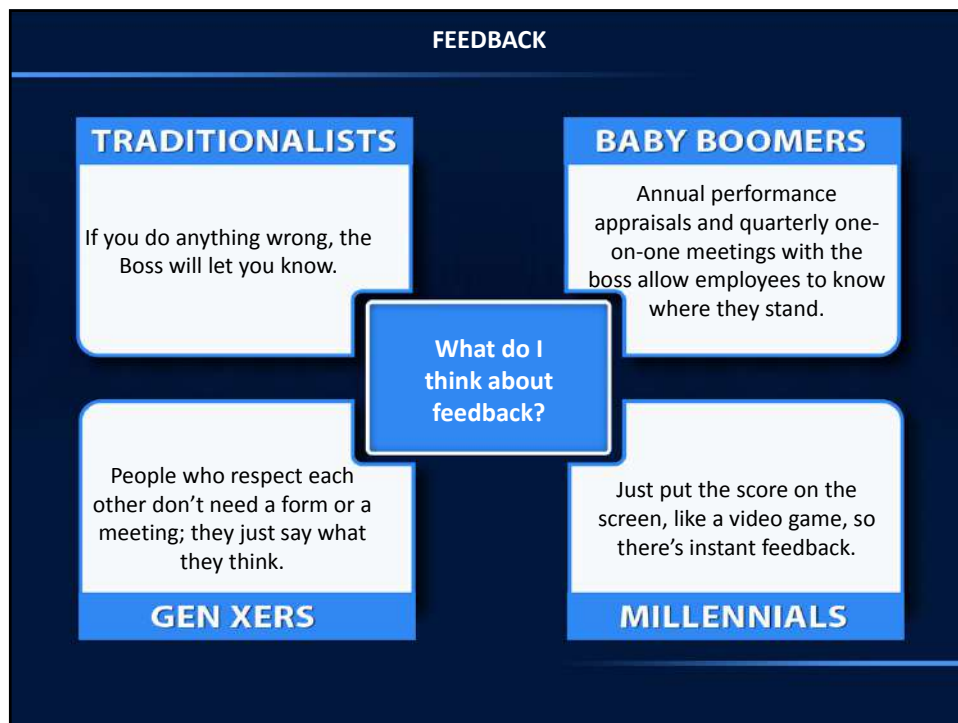 FEEDBACK
TRADITIONALISTS
If you do anything wrong, the
Boss will let you know.
BABY BOOMERS
Annual performance
appraisals and quarterly one-
on-one meetings with the
boss allow employees to know
where they stand.
What do I
think about
feedback?
People who respect each
other don’t need a form or a
meeting; they just say what
they think.
GEN XERS
Just put the score on the
screen, like a video game, so
there’s instant feedback.
MILLENNIALS